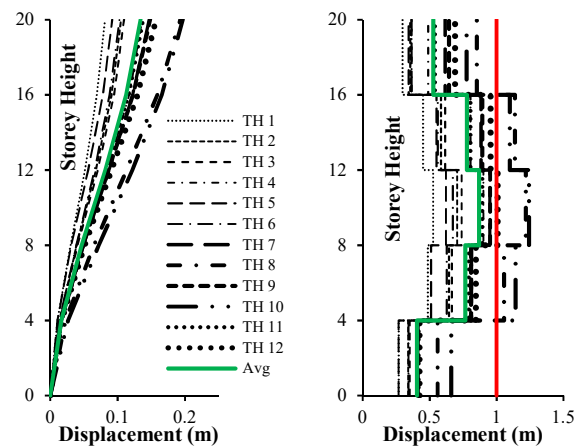 20
16
12
8
4
0
Storey Height
0
0.1
0.2
Displacement (m)
TH 1
TH 2
TH 3
TH 4
TH 5
TH 6
TH 7
TH 8
TH 9
TH 10
TH 11
TH 12
Avg
20
16
12
8
4
0
Storey Height
0
0.5
1
1.5
Displacement (m)